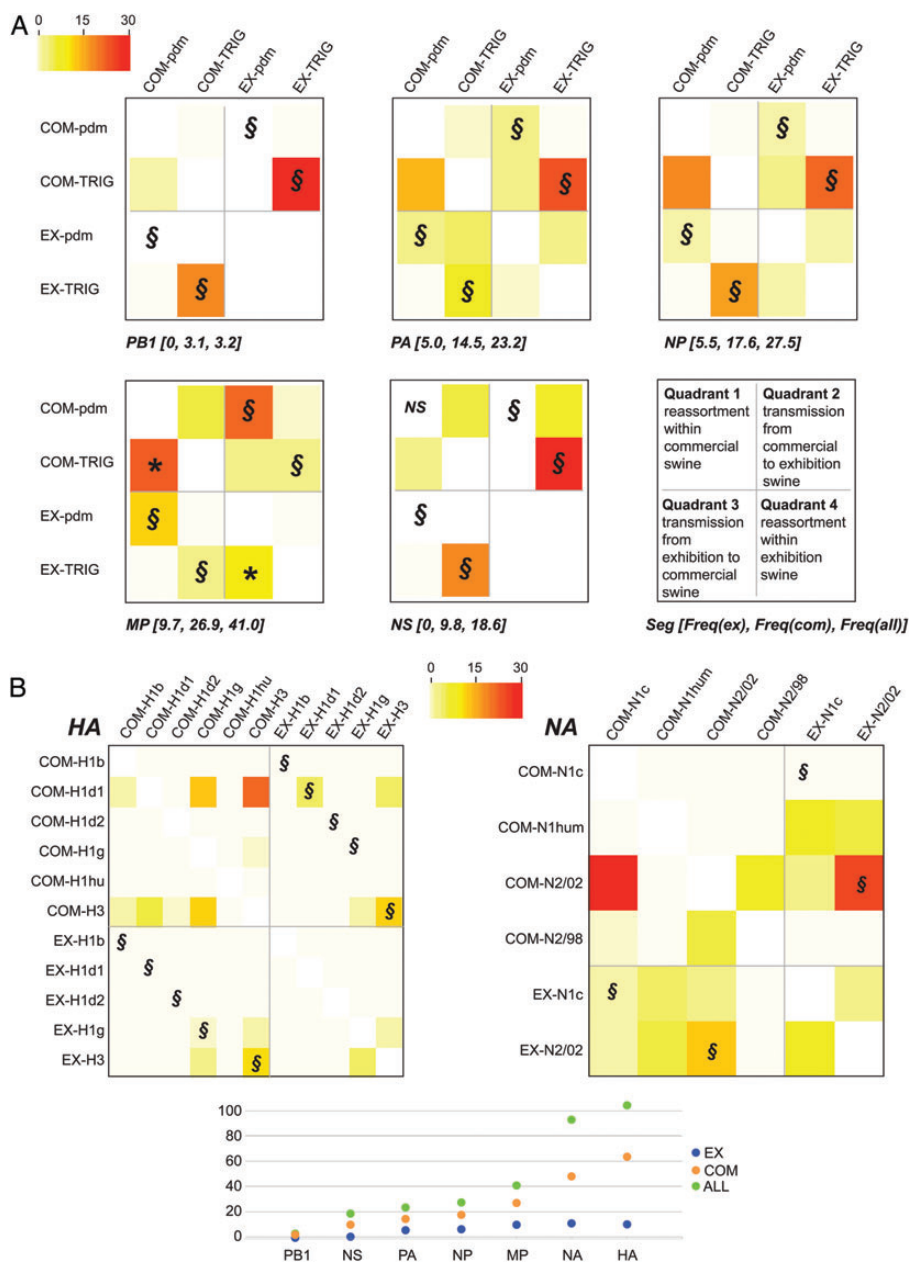 A
0 15 30
COM-pdm COM-TRIG EX-pdm EX-TRIG
COM-pdm COM-TRIG EX-pdm EX-TRIG
COM-pdm COM-TRIG EX-pdm EX-TRIG
COM-pdm § § §
COM-TRIG § § §
EX-pdm § § §
EX-TRIG § § §
PB1 [0, 3.1, 3.2] PA [5.0, 14.5, 23.2] NP [5.5, 17.6, 27.5]
COM-pdm § NS §
COM-TRIG * § §
EX-pdm § §
EX-TRIG § * §
MP [9.7, 26.9, 41.0] NS [0, 9.8, 18.6]
Quadrant 1
reassortment
within
commercial
swine
Quadrant 2
transmission
from
commercial
to exhibition
swine
Quadrant 3
transmission
from
exhibition to
commercial
swine
Quadrant 4
reassortment
within
exhibition
swine
Seg [Freq(ex), Freq(com), Freq(all)]
B
HA
COM-H1b COM-H1d1 COM-H1d2 COM-H1g COM-H1hu COM-H3 EX-H1b EX-H1d1 EX-H1d2 EX-H1g EX-H3
COM-H1b §
COM-H1d1 §
COM-H1d2 §
COM-H1g §
COM-H1hu
COM-H3 §
EX-H1b §
EX-H1d1 §
EX-H1d2 §
EX-H1g §
EX-H3 §
0 15 30
NA
COM-N1c COM-N1hum COM-N2/02 COM-N2/98 EX-N1c EX-N2/02
COM-N1c §
COM-N1hum
COM-N2/02 §
COM-N2/98
EX-N1c §
EX-N2/02 §
100
80
60
40
20
0
PB1 NS PA NP MP NA HA
EX
COM
ALL